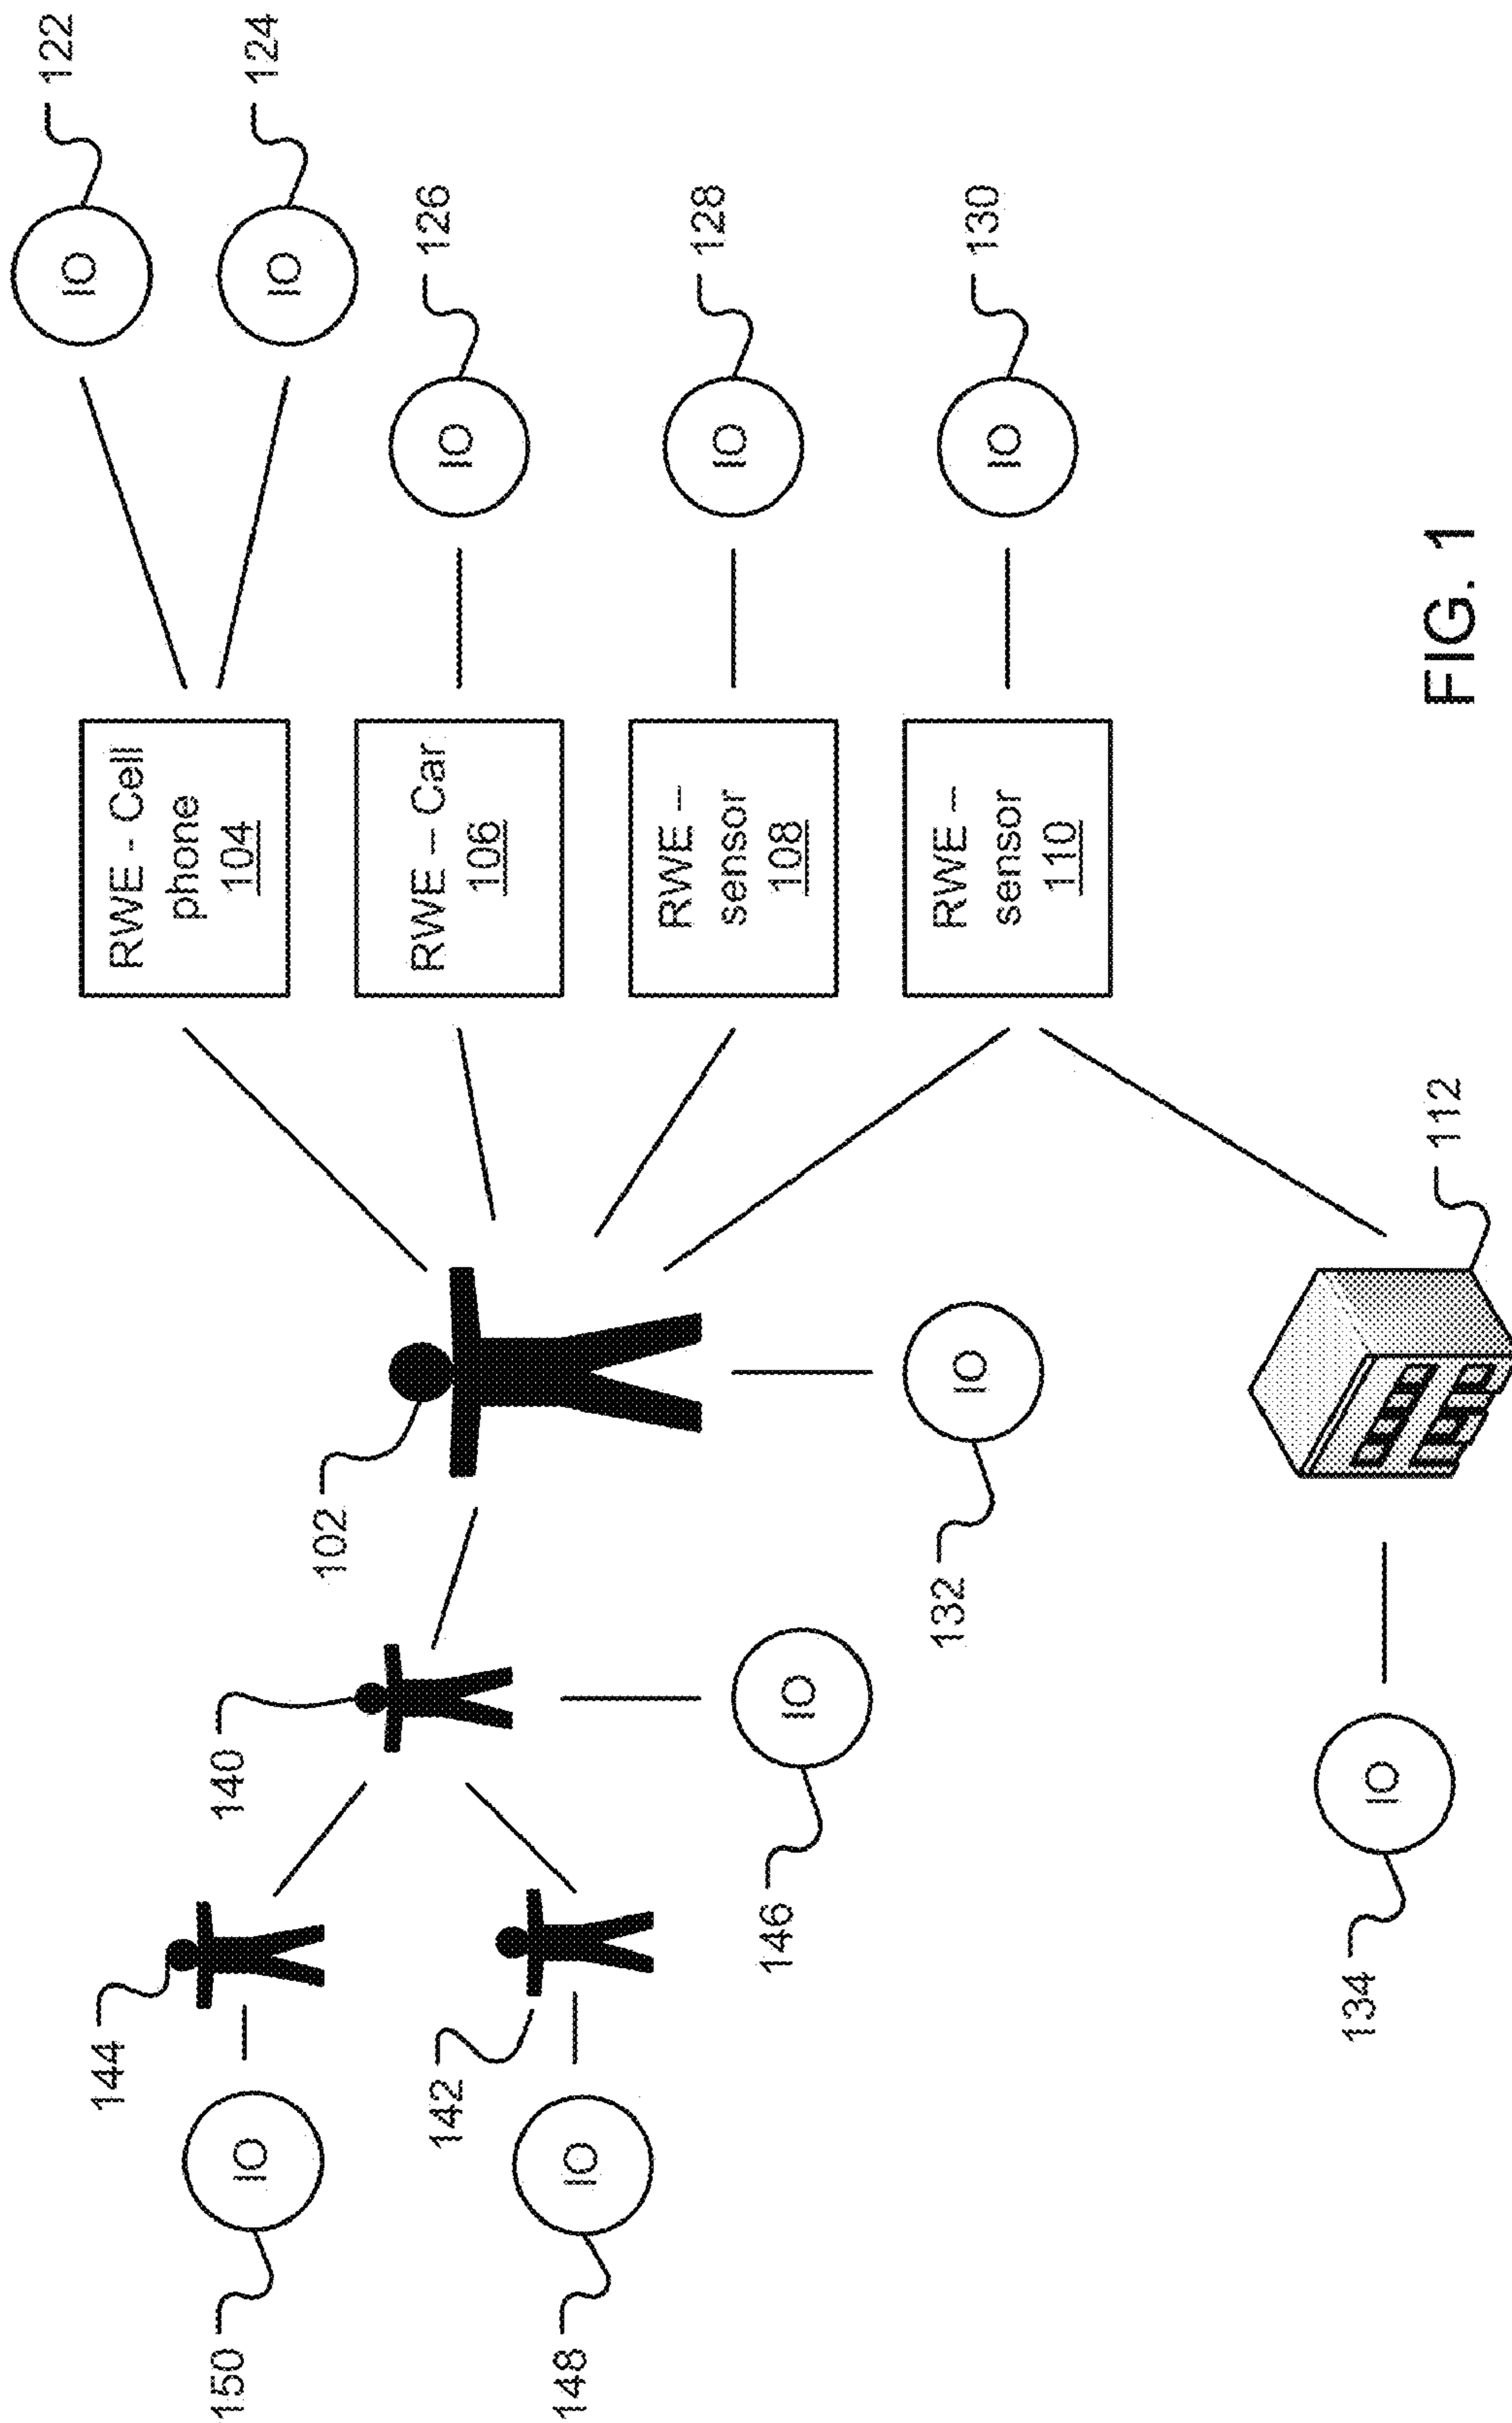 122
124
126
128
130
IO
IO
IO
IO
IO
RWE - Cell
phone
104
RWE – Car
106
RWE –
sensor
108
RWE –
sensor
110
102
140
144
142
150
IO
148
IO
146
IO
132
IO
134
IO
112
FIG. 1